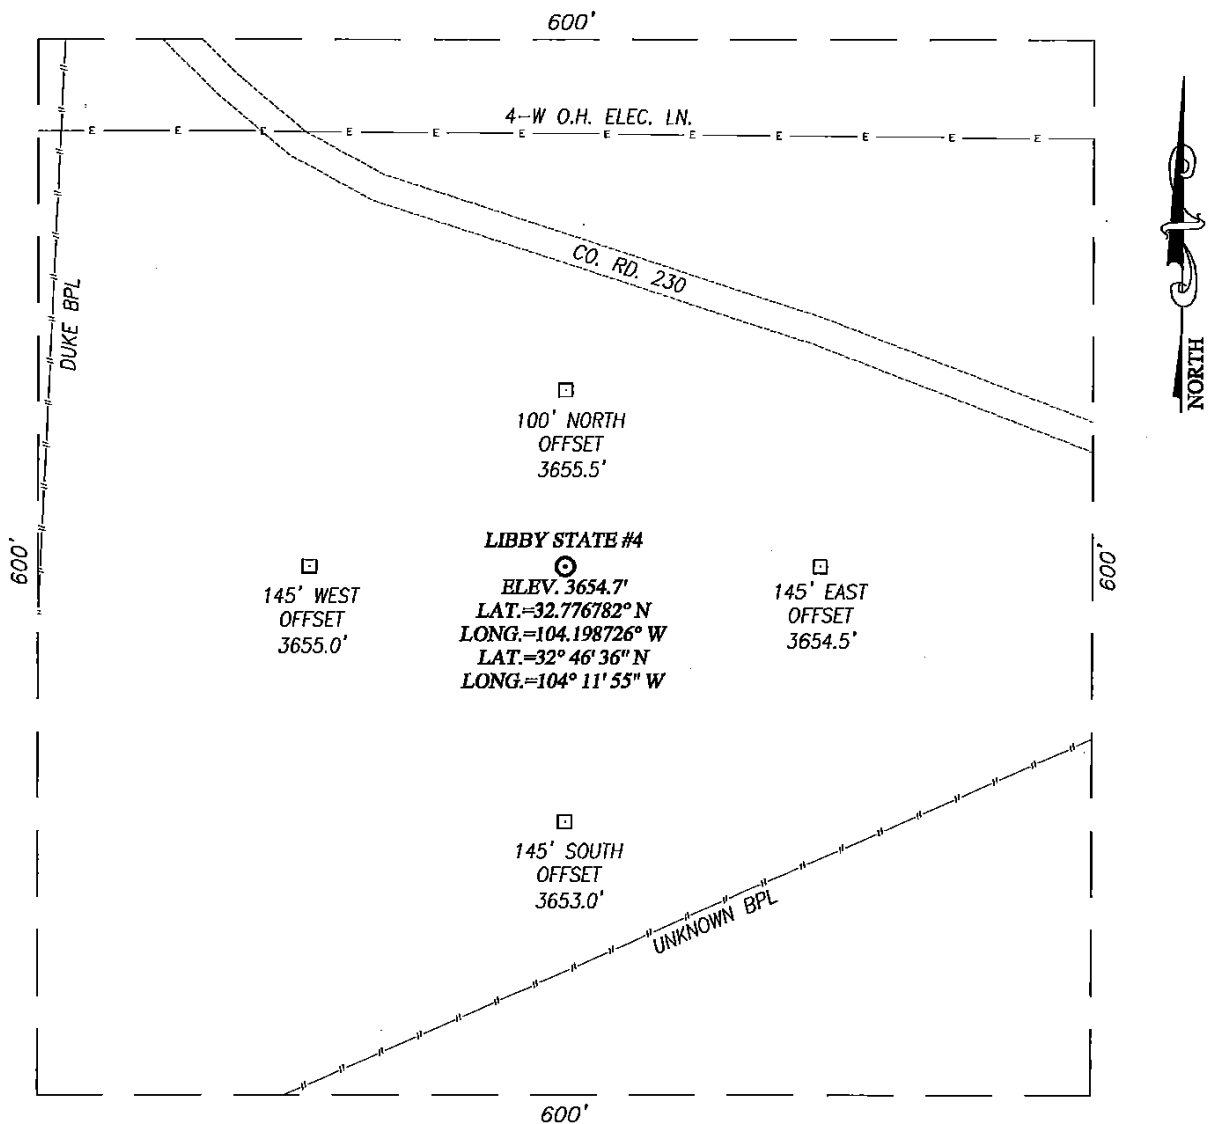 600'
4-W O.H. ELEC. LN.
E E E E E E E E E E E
CO. RD. 230
DUKE BPL
NORTH
100' NORTH
OFFSET
3655.5'
LIBBY STATE #4
600'
600'
145' WEST
OFFSET
3655.0'
ELEV. 3654.7'
LAT.=32.776782° N
LONG.=104.198726° W
LAT.=32° 46' 36" N
LONG.=104° 11' 55" W
145' EAST
OFFSET
3654.5'
145' SOUTH
OFFSET
3653.0'
UNKNOWN BPL
600'